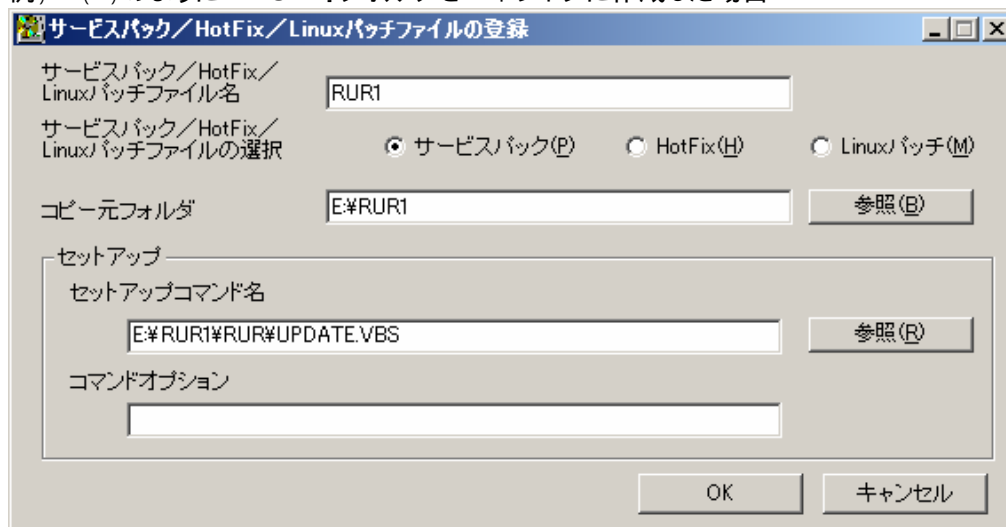 サービスパック／HotFix／Linuxパッチファイルの登録
サービスパック／HotFix／
Linuxパッチファイル名
RUR1
サービスパック／HotFix／
Linuxパッチファイルの選択
サービスパック(P) HotFix(H) Linuxパッチ(M)
コピー元フォルダ
E:¥RUR1
参照(B)
セットアップ
セットアップコマンド名
E:¥RUR1¥RUR¥UPDATE.VBS
参照(R)
コマンドオプション
OK キャンセル